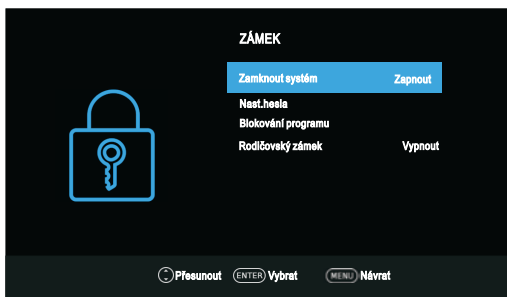 ZÁMEK
Zamknout systém Zapnout
Nast.hesla
Blokování programu
Rodičovský zámek Vypnout
Přesunout ENTER Vybrat MENU Návrat